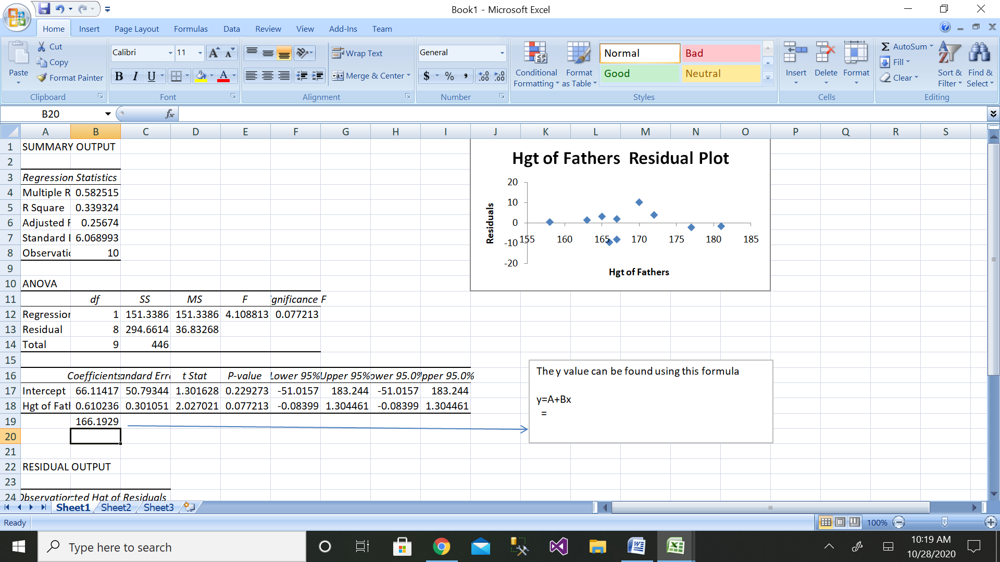 Book1 - Microsoft Excel
Home Insert Page Layout Formulas Data Review View Add-Ins Team
Paste
Cut
Copy
Format Painter
Clipboard
Calibri 11
B I U A
Font
Wrap Text
Merge & Center
Alignment
General
$ % , .00 .00
Number
Conditional Formatting
Format as Table
Normal Bad
Good Neutral
Styles
Insert Delete Format
Cells
Σ AutoSum
Fill
Clear
Sort & Filter
Find & Select
Editing
B20 fx
A B C D E F G H I J K L M N O P Q R S
1 SUMMARY OUTPUT
2
3 Regression Statistics
4 Multiple R 0.582515
5 R Square 0.339324
6 Adjusted R 0.25674
7 Standard E 6.068993
8 Observatio 10
9
10 ANOVA
11 df SS MS F gnificance F
12 Regression 1 151.3386 151.3386 4.108813 0.077213
13 Residual 8 294.6614 36.83268
14 Total 9 446
15
16 Coefficients andard Erro t Stat P-value Lower 95% Upper 95% ower 95.0% pper 95.0%
17 Intercept 66.11417 50.79344 1.301628 0.229273 -51.0157 183.244 -51.0157 183.244
18 Hgt of Fath 0.610236 0.301051 2.027021 0.077213 -0.08399 1.304461 -0.08399 1.304461
19 166.1929
20
21
22 RESIDUAL OUTPUT
23
24 Observation cted Hgt of Residuals
Hgt of Fathers Residual Plot
Residuals
20
10
0
-10
-20
155 160 165 170 175 180 185
Hgt of Fathers
The y value can be found using this formula
y=A+Bx
=
Sheet1 Sheet2 Sheet3
Ready 100%
Type here to search
10:19 AM
10/28/2020